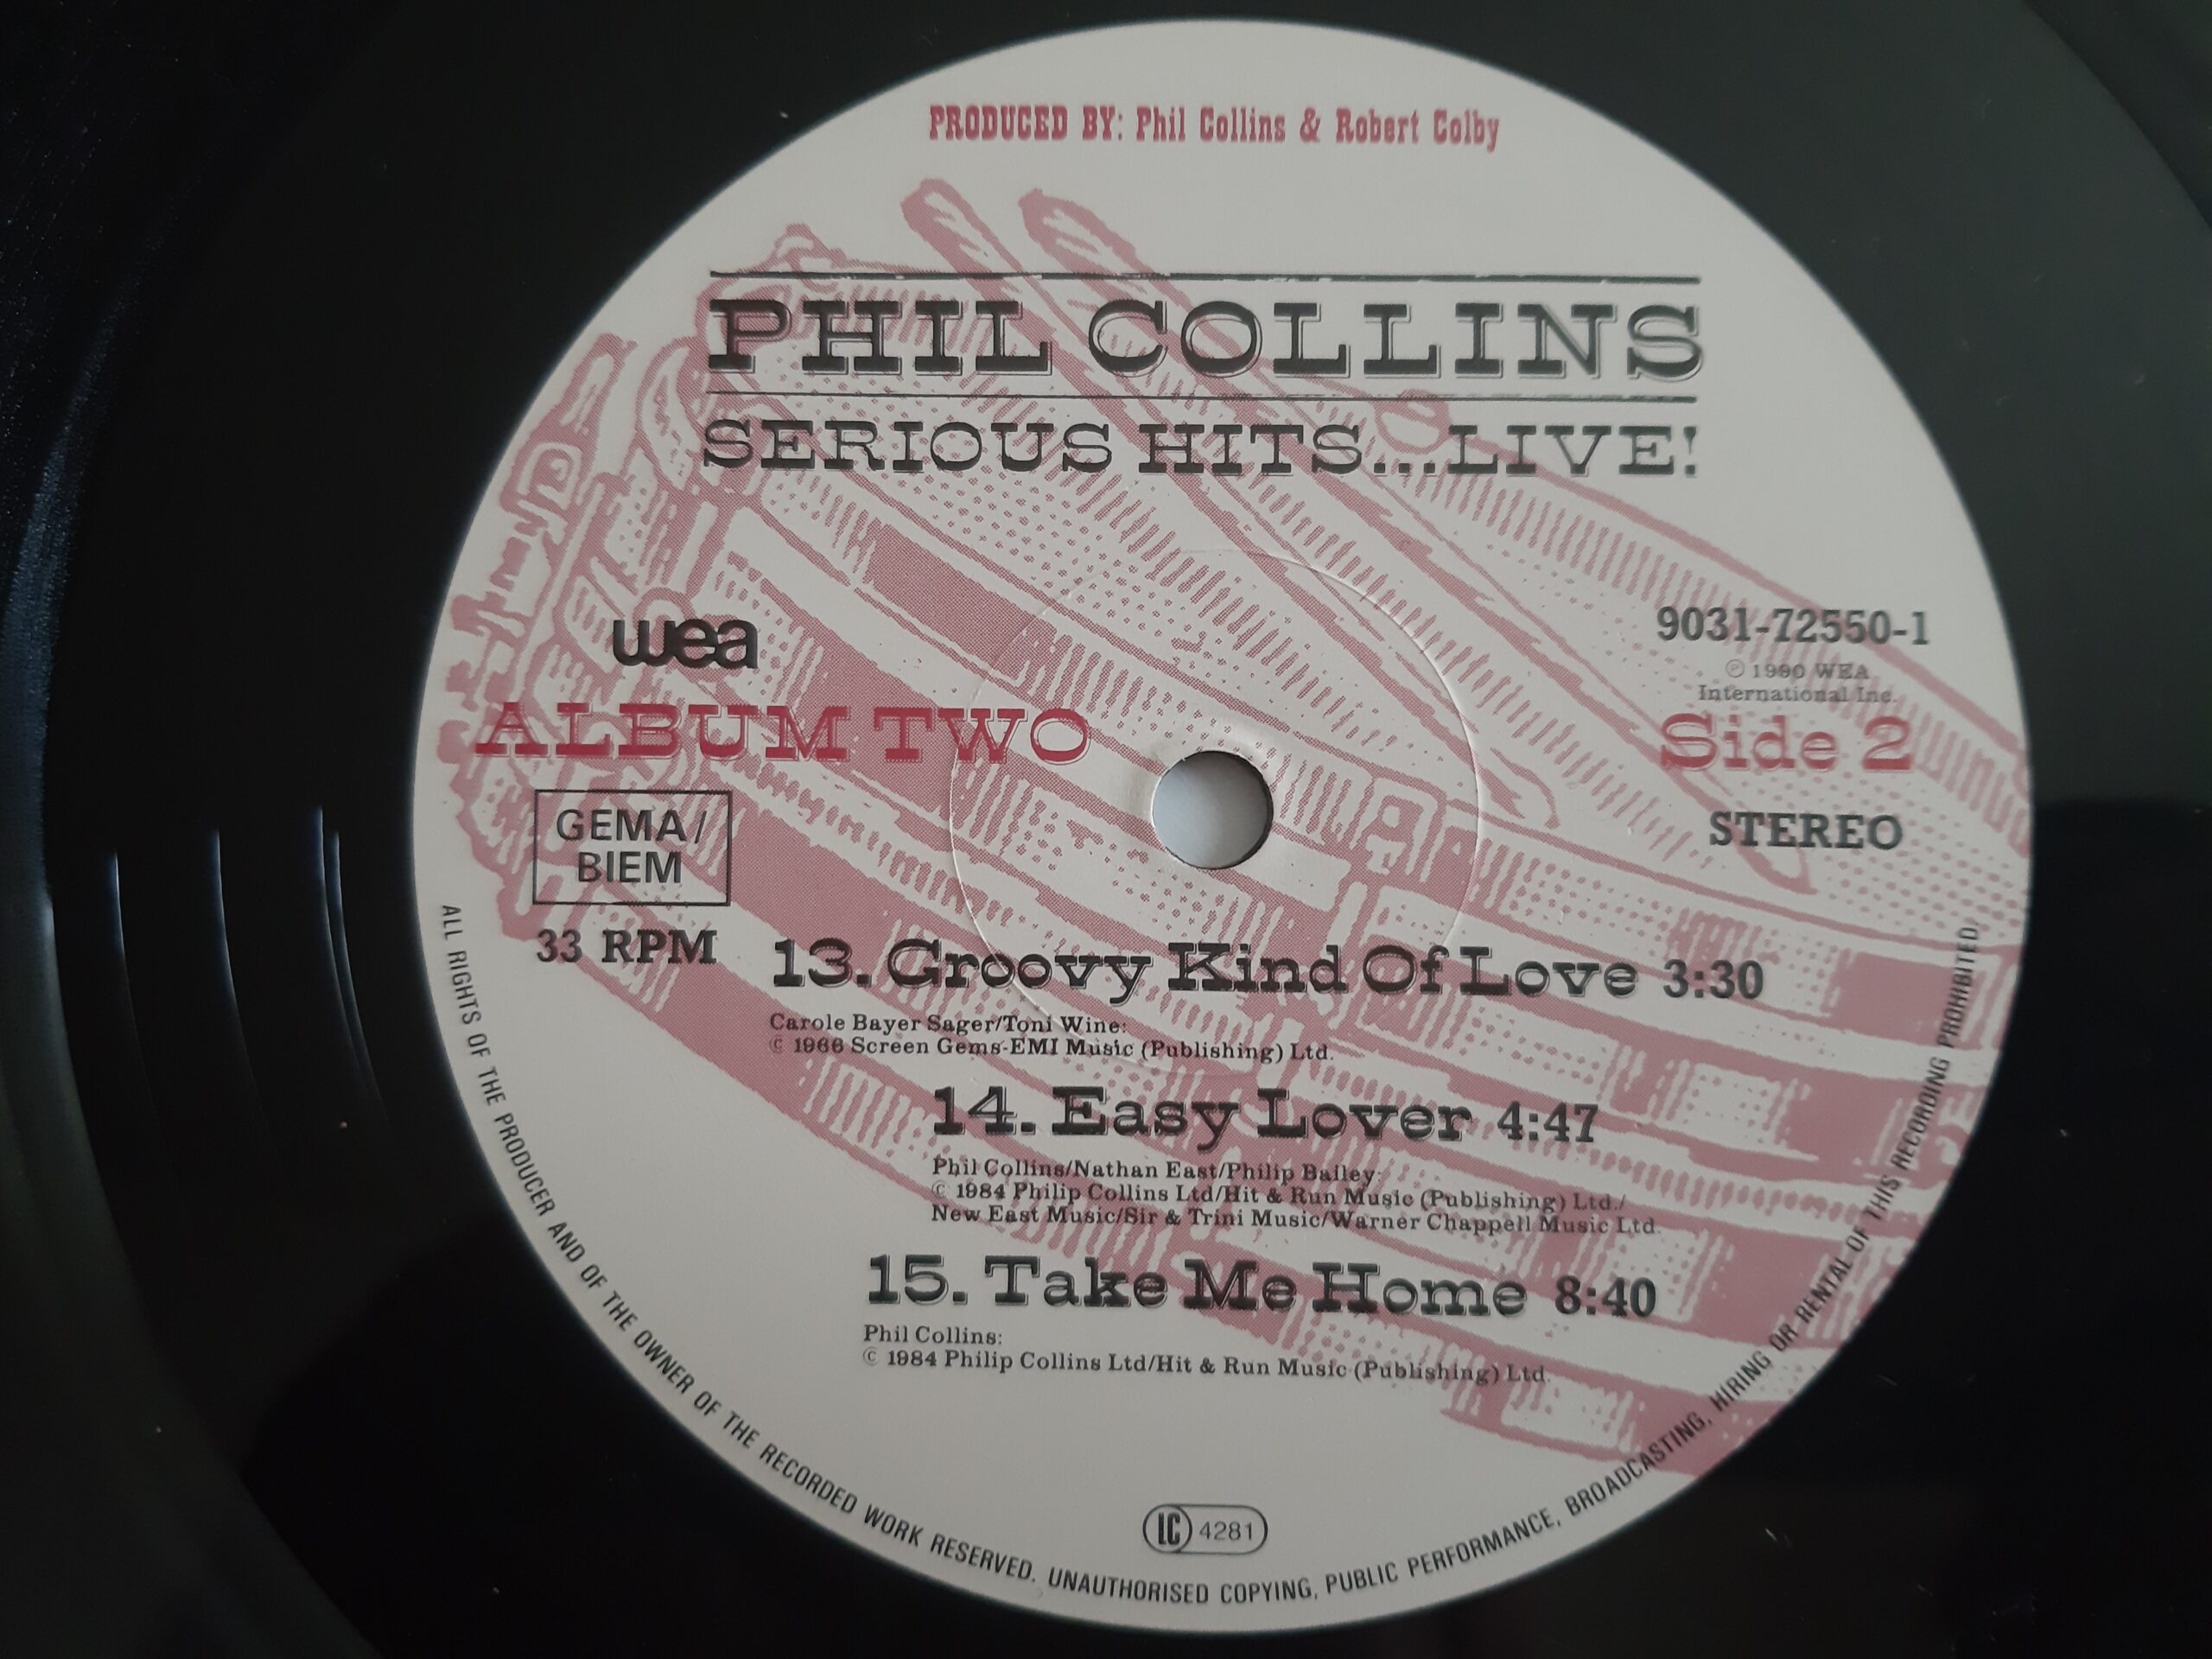 PRODUCED BY: Phil Collins & Robert Colby
PHIL COLLINS
SERIOUS HITS...LIVE!
wea
9031-72550-1
℗ 1990 WEA
International Inc.
ALBUM TWO
Side 2
GEMA/
BIEM
STEREO
33 RPM
13. Groovy Kind Of Love 3:30
Carole Bayer Sager/Toni Wine:
© 1966 Screen Gems-EMI Music (Publishing) Ltd.
14. Easy Lover 4:47
Phil Collins/Nathan East/Philip Bailey:
© 1984 Philip Collins Ltd/Hit & Run Music (Publishing) Ltd./
New East Music/Sir & Trini Music/Warner Chappell Music Ltd.
15. Take Me Home 8:40
Phil Collins:
© 1984 Philip Collins Ltd/Hit & Run Music (Publishing) Ltd.
LC 4281
ALL RIGHTS OF THE PRODUCER AND OF THE OWNER OF THE RECORDED WORK RESERVED. UNAUTHORISED COPYING, PUBLIC PERFORMANCE, BROADCASTING, HIRING OR RENTAL OF THIS RECORDING PROHIBITED.